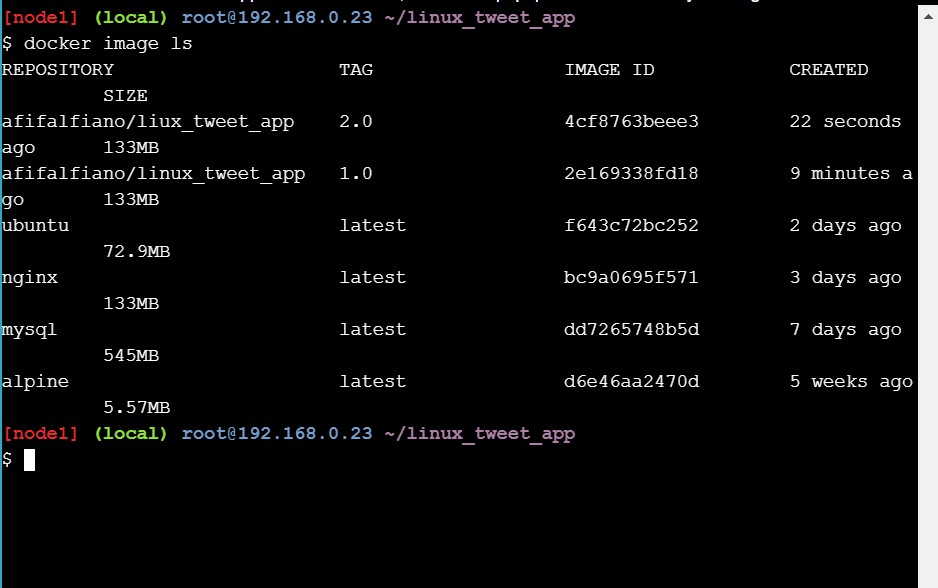 [node1] (local) root@192.168.0.23 ~/linux_tweet_app
$ docker image ls
REPOSITORY TAG IMAGE ID CREATED
SIZE
afifalfiano/liux_tweet_app 2.0 4cf8763beee3 22 seconds
ago 133MB
afifalfiano/linux_tweet_app 1.0 2e169338fd18 9 minutes a
go 133MB
ubuntu latest f643c72bc252 2 days ago
72.9MB
nginx latest bc9a0695f571 3 days ago
133MB
mysql latest dd7265748b5d 7 days ago
545MB
alpine latest d6e46aa2470d 5 weeks ago
5.57MB
[node1] (local) root@192.168.0.23 ~/linux_tweet_app
$